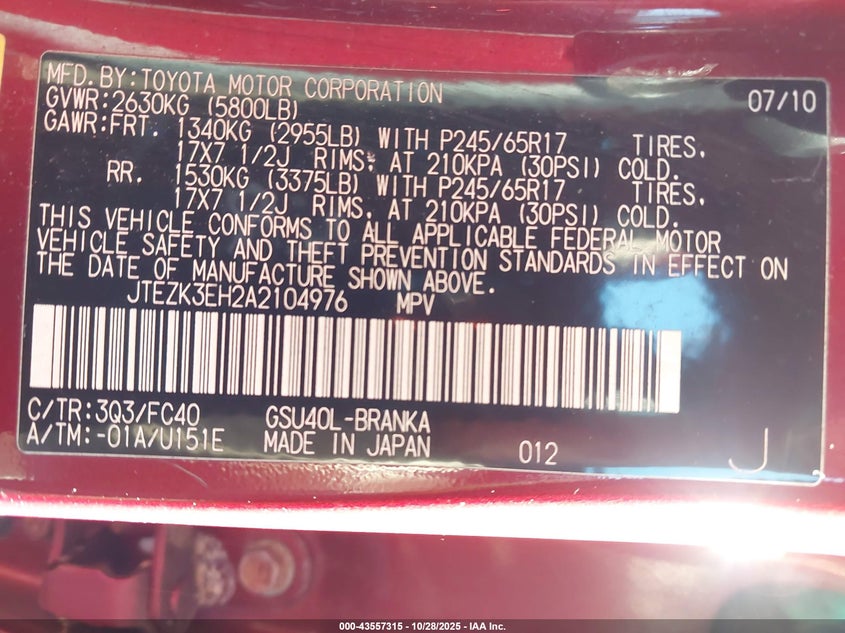 MFD. BY: TOYOTA MOTOR CORPORATION 07/10
GVWR: 2630KG (5800LB)
GAWR: FRT. 1340KG (2955LB) WITH P245/65R17 TIRES,
17X7 1/2J RIMS, AT 210KPA (30PSI) COLD.
RR. 1530KG (3375LB) WITH P245/65R17 TIRES,
17X7 1/2J RIMS, AT 210KPA (30PSI) COLD.
THIS VEHICLE CONFORMS TO ALL APPLICABLE FEDERAL MOTOR
VEHICLE SAFETY AND THEFT PREVENTION STANDARDS IN EFFECT ON
THE DATE OF MANUFACTURE SHOWN ABOVE.
JTEZK3EH2A2104976 MPV
C/TR: 3Q3/FC40 GSU40L-BRANKA
A/TM: -01A/U151E MADE IN JAPAN 012 J
000-43557315 - 10/28/2025 - IAA Inc.